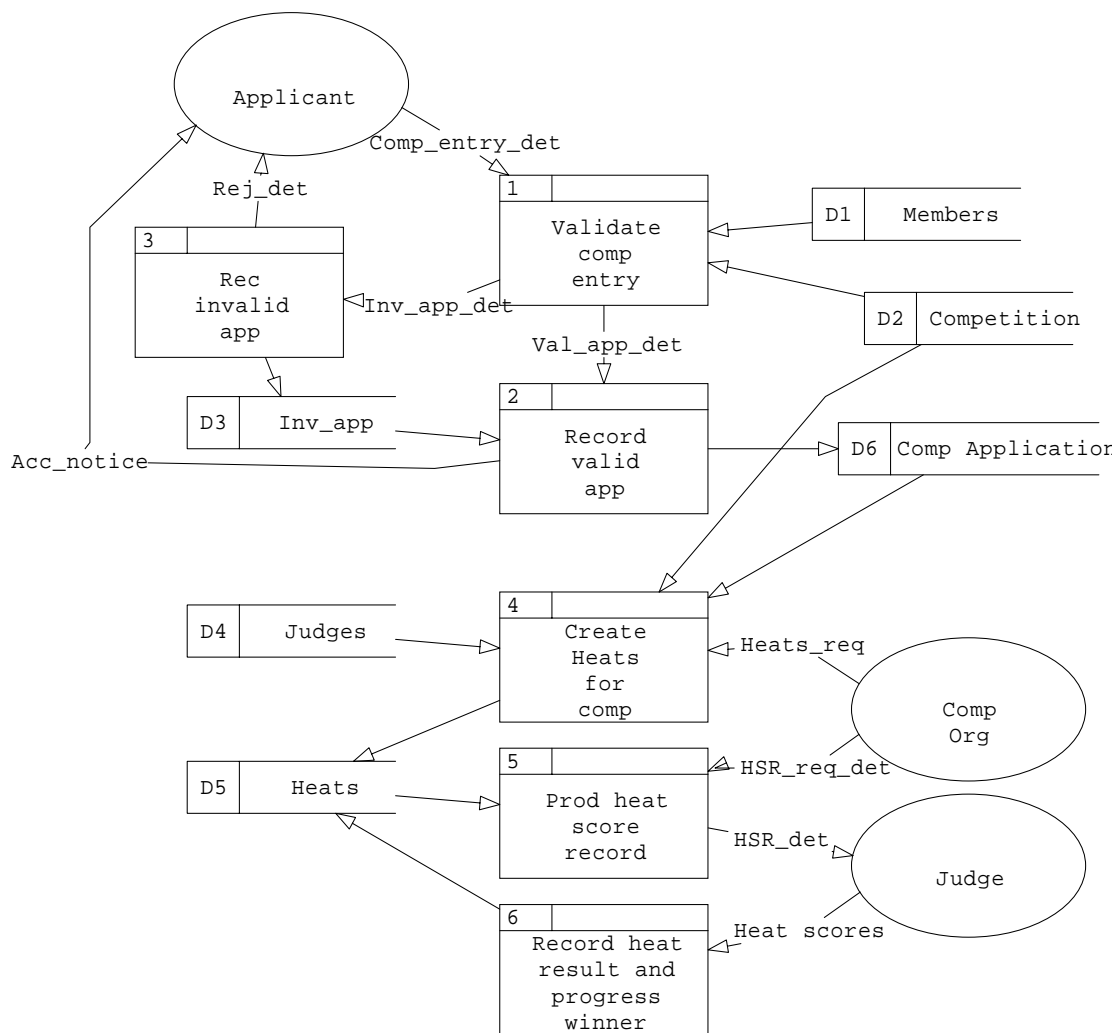 Applicant
Comp_entry_det
Rej_det
1
Validate
comp
entry
D1 Members
3
Rec
invalid
app
Inv_app_det
D2 Competition
Val_app_det
2
Record
valid
app
D3 Inv_app
Acc_notice
D6 Comp Application
4
Create
Heats
for
comp
D4 Judges
Heats_req
Comp
Org
HSR_req_det
5
Prod heat
score
record
D5 Heats
HSR_det
Judge
6
Record heat
result and
progress
winner
Heat scores